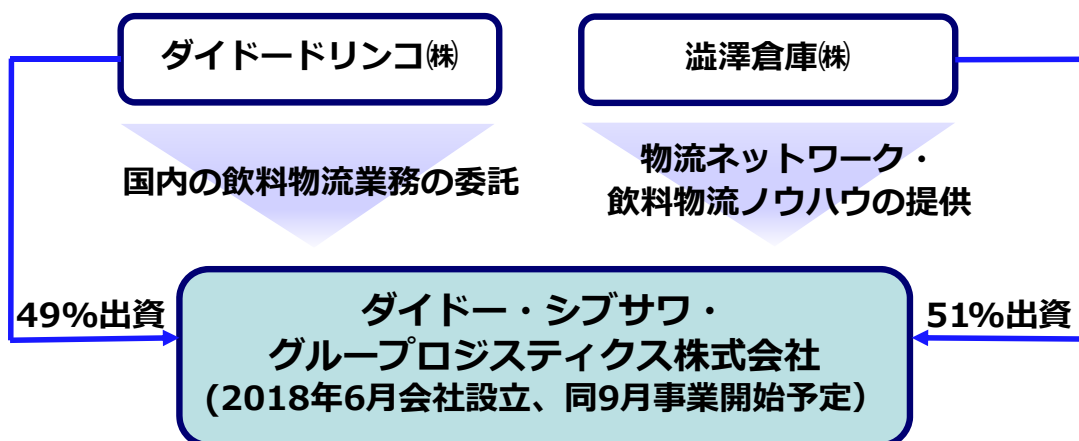 ダイドードリンコ㈱
澁澤倉庫㈱
国内の飲料物流業務の委託
物流ネットワーク・
飲料物流ノウハウの提供
49%出資
ダイドー・シブサワ・
グループロジスティクス株式会社
(2018年6月会社設立、同9月事業開始予定）
51%出資